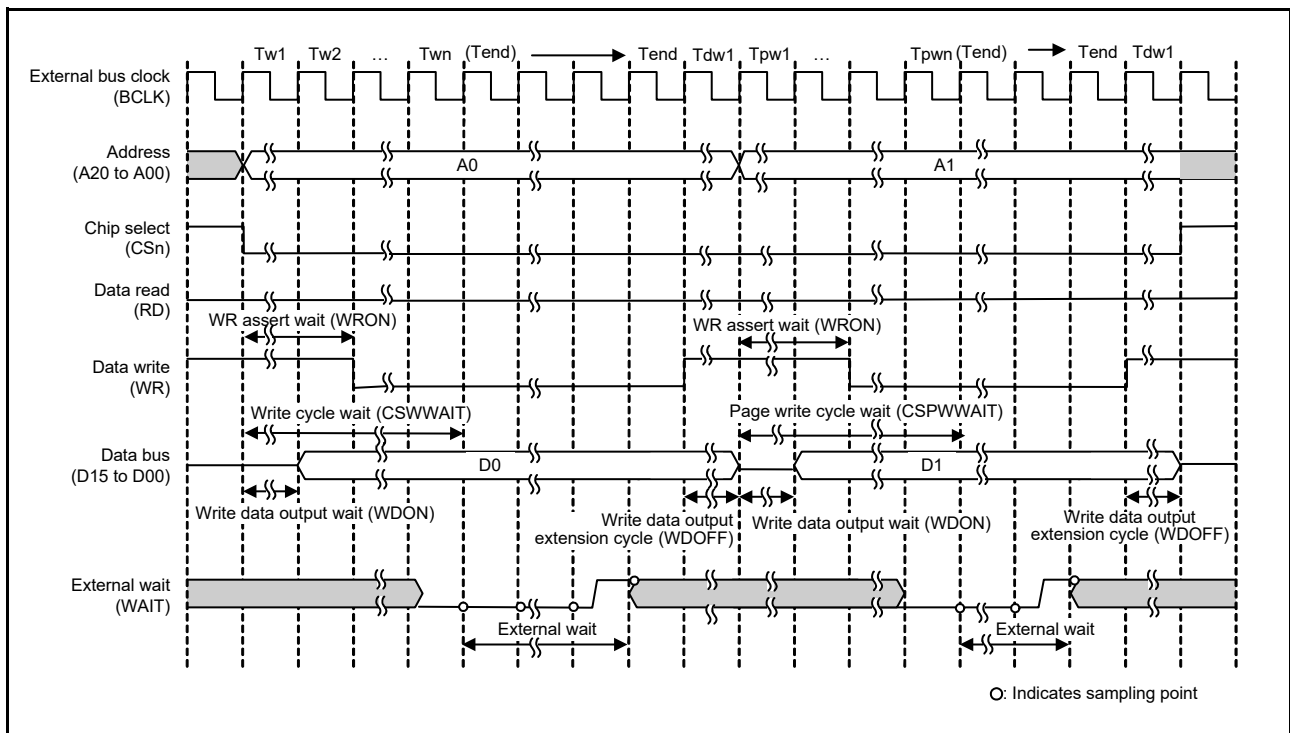 Tw1 Tw2 … Twn (Tend) Tend Tdw1 Tpw1 … Tpwn (Tend) Tend Tdw1
External bus clock
(BCLK)
Address
(A20 to A00)
A0 A1
Chip select
(CSn)
Data read
(RD)
WR assert wait (WRON) WR assert wait (WRON)
Data write
(WR)
Write cycle wait (CSWWAIT) Page write cycle wait (CSPWWAIT)
Data bus
(D15 to D00)
D0 D1
Write data output wait (WDON)
Write data output
extension cycle (WDOFF)
Write data output wait (WDON)
Write data output
extension cycle (WDOFF)
External wait
(WAIT)
External wait External wait
: Indicates sampling point